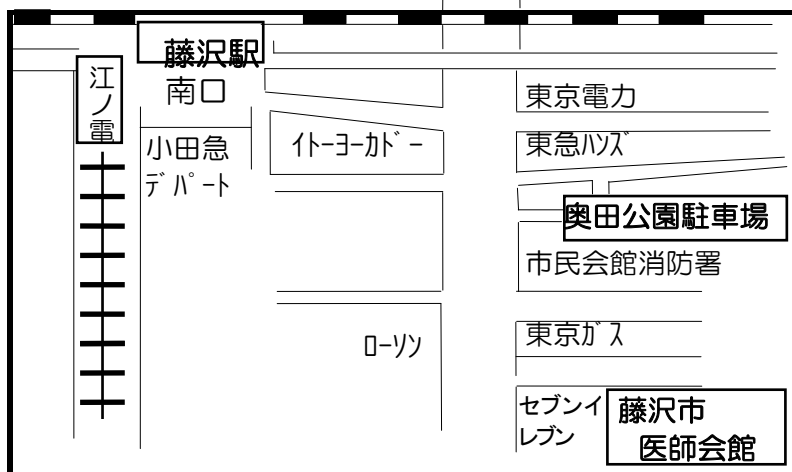 藤沢駅
南口
江ノ電
小田急
デパート
イトーヨーカドー
東京電力
東急ハンズ
奥田公園駐車場
市民会館消防署
ローソン
東京ガス
セブンイ
レブン
藤沢市
医師会館